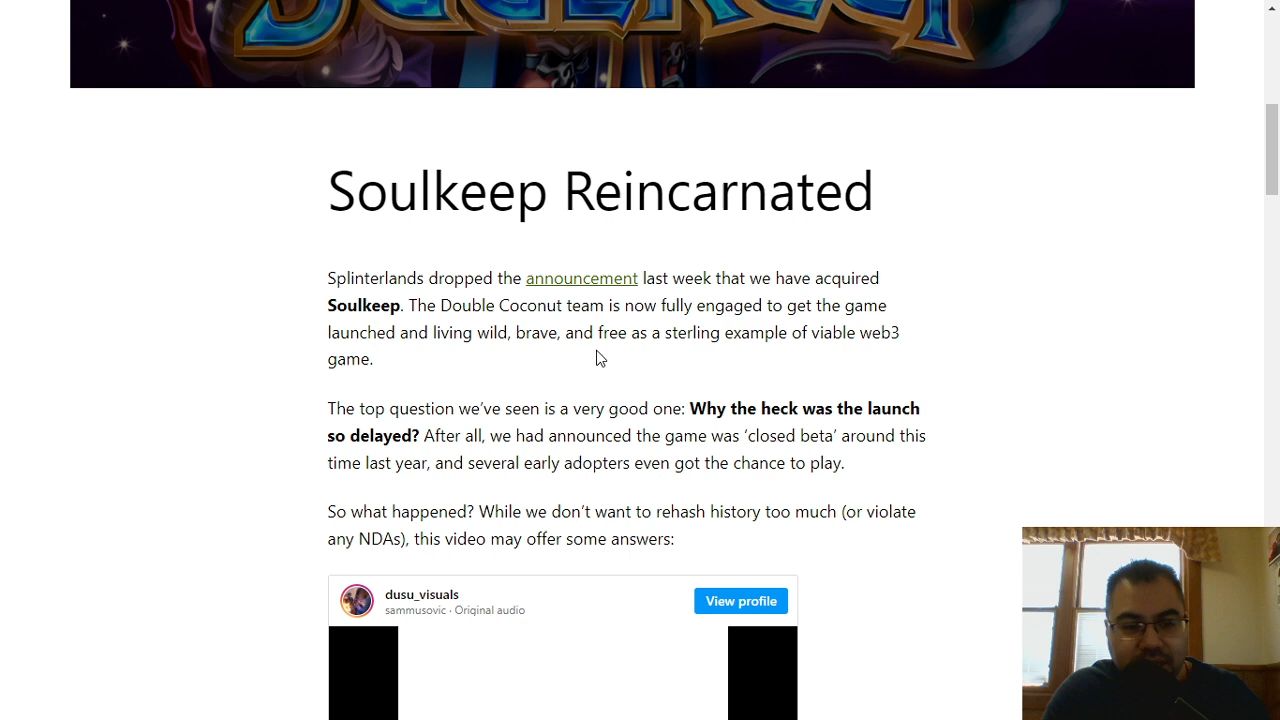 Soulkeep
Soulkeep Reincarnated
Splinterlands dropped the announcement last week that we have acquired
Soulkeep. The Double Coconut team is now fully engaged to get the game
launched and living wild, brave, and free as a sterling example of viable web3
game.
The top question we’ve seen is a very good one: Why the heck was the launch
so delayed? After all, we had announced the game was ‘closed beta’ around this
time last year, and several early adopters even got the chance to play.
So what happened? While we don’t want to rehash history too much (or violate
any NDAs), this video may offer some answers:
dusu_visuals
sammusovic · Original audio
View profile